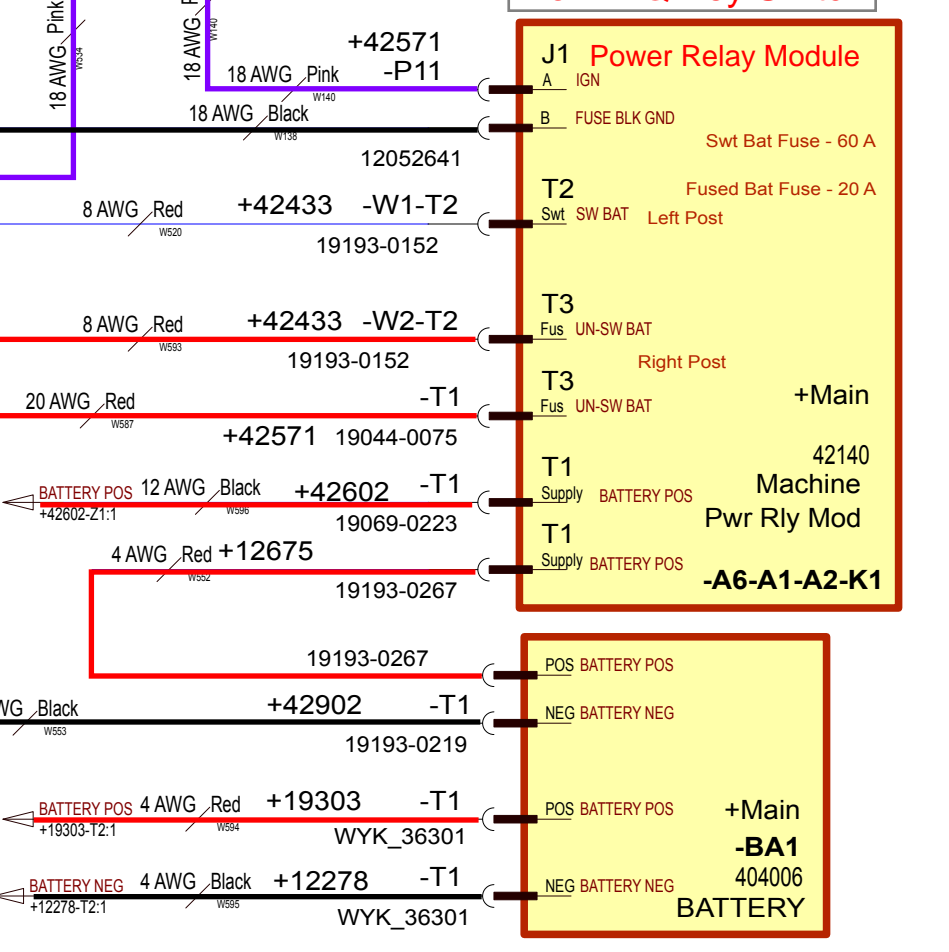 18 AWG Pink
W534
18 AWG
W140
+42571
-P11
18 AWG Pink
W140
18 AWG Black
W138
12052641
8 AWG Red
W520
+42433 -W1-T2
19193-0152
8 AWG Red
W593
+42433 -W2-T2
19193-0152
20 AWG Red
W587
-T1
+42571 19044-0075
BATTERY POS
+42602-Z1:1
12 AWG Black
W596
+42602 -T1
19069-0223
4 AWG Red +12675
W552
19193-0267
19193-0267
Black
W553
+42902 -T1
19193-0219
BATTERY POS
+19303-T2:1
4 AWG Red
W594
+19303 -T1
WYK_36301
BATTERY NEG
+12278-T2:1
4 AWG Black
W595
+12278 -T1
WYK_36301
J1 Power Relay Module
A IGN
B FUSE BLK GND
Swt Bat Fuse - 60 A
Fused Bat Fuse - 20 A
T2
Swt SW BAT Left Post
T3
Fus UN-SW BAT
Right Post
T3
Fus UN-SW BAT
+Main
42140
Machine
Pwr Rly Mod
T1
Supply BATTERY POS
T1
Supply BATTERY POS
-A6-A1-A2-K1
POS BATTERY POS
NEG BATTERY NEG
POS BATTERY POS
NEG BATTERY NEG
+Main
-BA1
404006
BATTERY